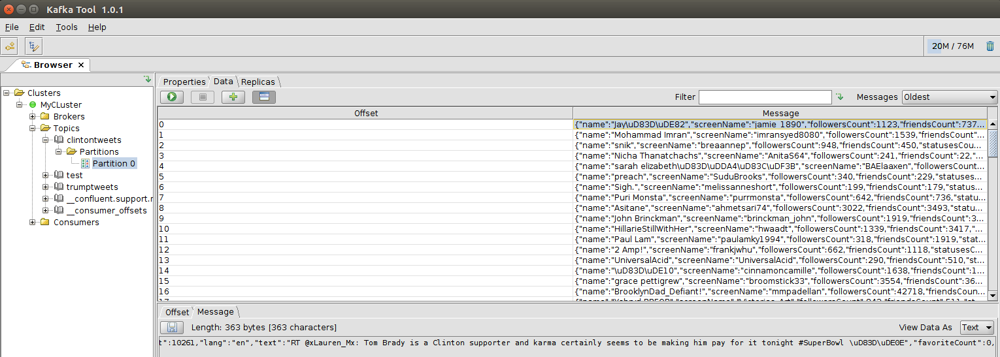 Kafka Tool 1.0.1
File Edit Tools Help
20M / 76M
Browser
Properties Data Replicas
Clusters
MyCLuster
Brokers
Topics
clintontweets
Partitions
Partition 0
test
trumptweets
__confluent.support.r
__consumer_offsets
Consumers
Filter Messages Oldest
Offset Message
0 {"name":"Jay\uD83D\uDE82","screenName":"jamie_1890","followersCount":1123,"friendsCount":737...
1 {"name":"Mohammad Imran","screenName":"imransyed8080","followersCount":1539,"friendsCount"...
2 {"name":"snik","screenName":"breaannep","followersCount":948,"friendsCount":450,"statusesCou...
3 {"name":"Nicha Thanatchachs","screenName":"AnitaS64","followersCount":241,"friendsCount":22,"...
4 {"name":"sarah elizabeth\uD83D\uDDA4\uD83C\uDF3B","screenName":"BAElaaxen","followersCount...
5 {"name":"preach","screenName":"SuduBrooks","followersCount":340,"friendsCount":229,"statuses...
6 {"name":"Sigh.","screenName":"melissanneshort","followersCount":199,"friendsCount":179,"status...
7 {"name":"Puri Monsta","screenName":"purrmonsta","followersCount":642,"friendsCount":736,"stat...
8 {"name":"Asitane","screenName":"ahmetsari74","followersCount":3022,"friendsCount":3493,"statu...
9 {"name":"John Brinckman","screenName":"brinckman_john","followersCount":1919,"friendsCount":3...
10 {"name":"HillarieStillWithHer","screenName":"hwaadt","followersCount":1339,"friendsCount":3417,"...
11 {"name":"Paul Lam","screenName":"paulamky1994","followersCount":318,"friendsCount":1919,"stat...
12 {"name":"2 Amp!","screenName":"frankjwhu","followersCount":662,"friendsCount":1118,"statusesC...
13 {"name":"UniversalAcid","screenName":"UniversalAcid","followersCount":290,"friendsCount":510,"st...
14 {"name":"\uD83D\uDE10","screenName":"cinnamoncamille","followersCount":1638,"friendsCount":1...
15 {"name":"grace pettigrew","screenName":"broomstick33","followersCount":3554,"friendsCount":36...
16 {"name":"BrooklynDad_Defiant!","screenName":"mmpadellan","followersCount":42718,"friendsCoun...
Offset Message
Length: 363 bytes [363 characters] View Data As Text
t":10261,"lang":"en","text":"RT @xLauren_Mx: Tom Brady is a Clinton supporter and karma certainly seems to be making him pay for it tonight #SuperBowl \uD83D\uDE0E","favoriteCount":0,